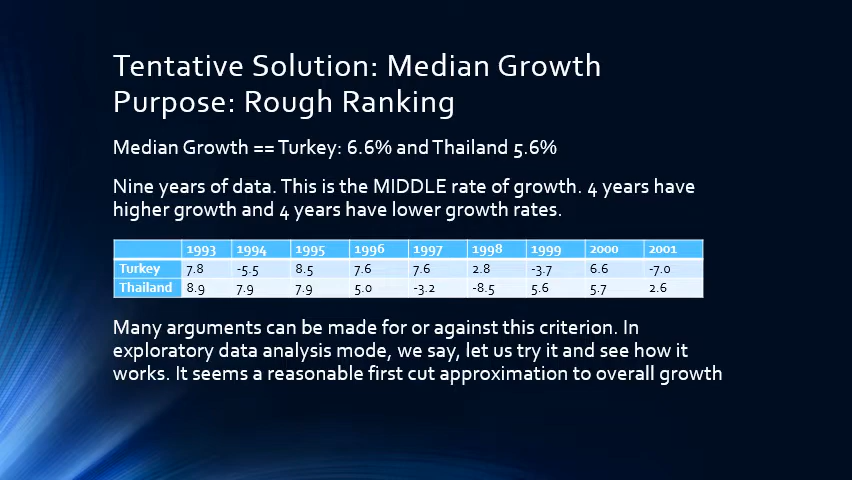 Tentative Solution: Median Growth
Purpose: Rough Ranking
Median Growth == Turkey: 6.6% and Thailand 5.6%
Nine years of data. This is the MIDDLE rate of growth. 4 years have
higher growth and 4 years have lower growth rates.
1993 1994 1995 1996 1997 1998 1999 2000 2001
Turkey 7.8 -5.5 8.5 7.6 7.6 2.8 -3.7 6.6 -7.0
Thailand 8.9 7.9 7.9 5.0 -3.2 -8.5 5.6 5.7 2.6
Many arguments can be made for or against this criterion. In
exploratory data analysis mode, we say, let us try it and see how it
works. It seems a reasonable first cut approximation to overall growth